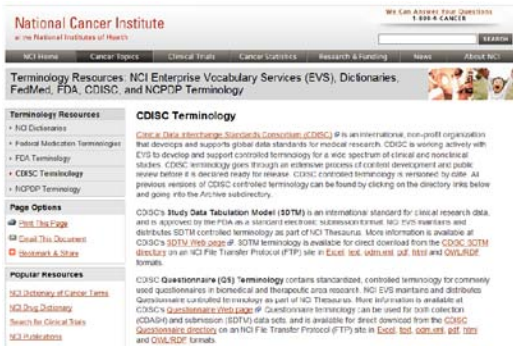 National Cancer Institute
at the National Institutes of Health
We Can Answer Your Questions
1-800-4-CANCER
SEARCH
NCI Home Cancer Topics Clinical Trials Cancer Statistics Research & Funding News About NCI
Terminology Resources: NCI Enterprise Vocabulary Services (EVS), Dictionaries,
FedMed, FDA, CDISC, and NCPDP Terminology
Terminology Resources
NCI Dictionaries
Federal Medication Terminologies
FDA Terminology
CDISC Terminology
NCPDP Terminology
Page Options
Print This Page
Email This Document
Bookmark & Share
Popular Resources
NCI Dictionary of Cancer Terms
NCI Drug Dictionary
Search for Clinical Trials
NCI Publications
CDISC Terminology
Clinical Data Interchange Standards Consortium (CDISC) is an international, non-profit organization
that develops and supports global data standards for medical research. CDISC is working actively with
EVS to develop and support controlled terminology for a wide spectrum of clinical and nonclinical
studies. CDISC terminology goes through an extensive process of content development and public
review before it is declared ready for release. CDISC controlled terminology is versioned by date. All
previous versions of CDISC controlled terminology can be found by clicking on the directory links below
and going into the Archive subdirectory.
CDISC's Study Data Tabulation Model (SDTM) is an international standard for clinical research data,
and is approved by the FDA as a standard electronic submission format. NCI EVS maintains and
distributes SDTM controlled terminology as part of NCI Thesaurus. More information is available at
CDISC's SDTM Web page. SDTM terminology is available for direct download from the CDISC SDTM
directory on an NCI File Transfer Protocol (FTP) site in Excel, text, odm.xml, pdf, html and OWL/RDF
formats.
CDISC Questionnaire (QS) Terminology contains standardized, controlled terminology for commonly
used questionnaires in biomedical and therapeutic area research. NCI EVS maintains and distributes
Questionnaire controlled terminology as part of NCI Thesaurus. More information is available at
CDISC's Questionnaire Web page. Questionnaire terminology can be used for both collection
(CDASH) and submission (SDTM) data sets, and is available for direct download from the CDISC
Questionnaire directory on an NCI File Transfer Protocol (FTP) site in Excel, text, odm.xml, pdf, html
and OWL/RDF formats.